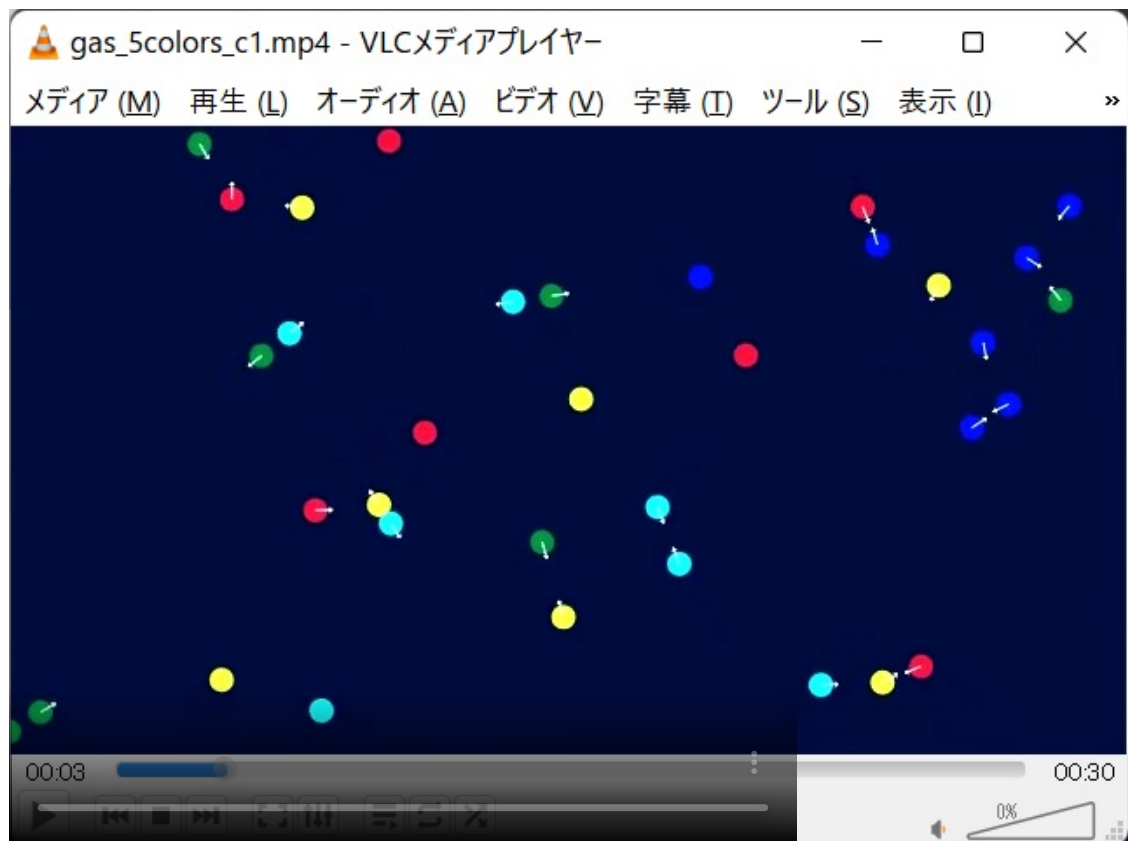 gas_5colors_c1.mp4 - VLCメディアプレイヤー
メディア (M) 再生 (L) オーディオ (A) ビデオ (V) 字幕 (T) ツール (S) 表示 (I) »
00:03 00:30
0%